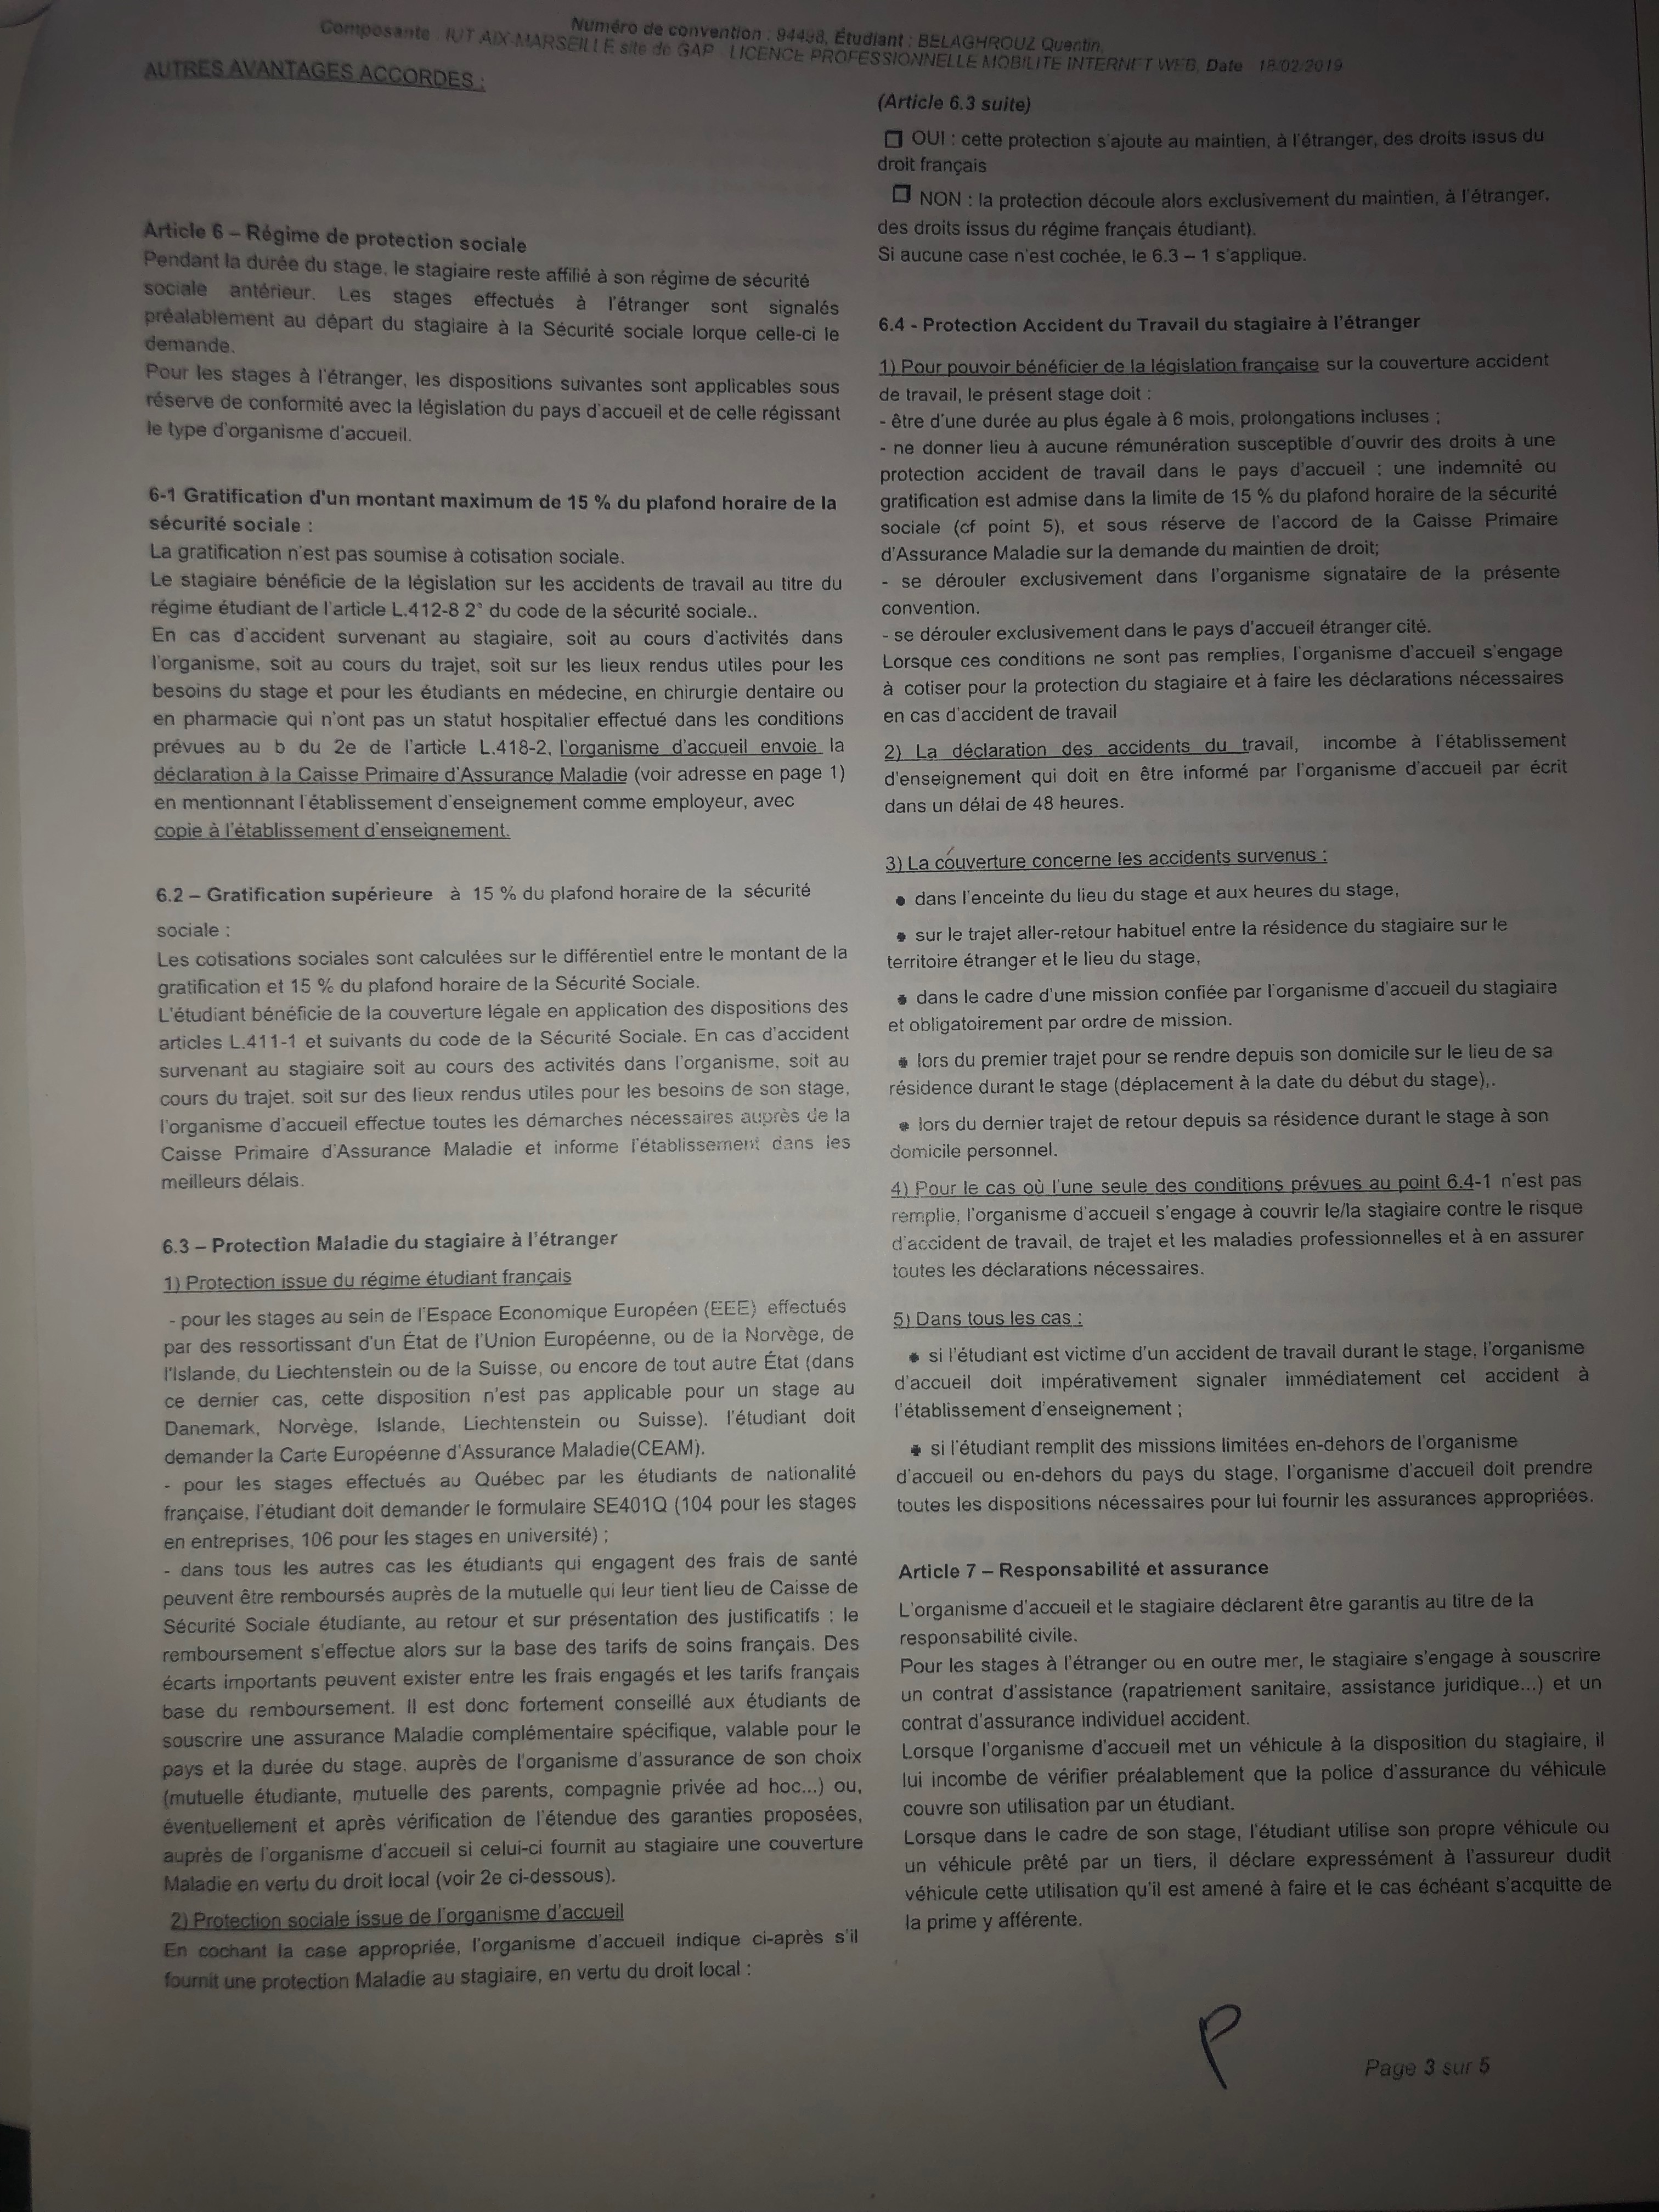 Numéro de convention : 94498, Étudiant : BELAGHROUZ Quentin,
Composante : IUT AIX-MARSEILLE site de GAP LICENCE PROFESSIONNELLE MOBILITE INTERNET WEB, Date 18/02/2019
AUTRES AVANTAGES ACCORDES :
Article 6 – Régime de protection sociale
Pendant la durée du stage, le stagiaire reste affilié à son régime de sécurité
sociale antérieur. Les stages effectués à l'étranger sont signalés
préalablement au départ du stagiaire à la Sécurité sociale lorque celle-ci le
demande.
Pour les stages à l'étranger, les dispositions suivantes sont applicables sous
réserve de conformité avec la législation du pays d'accueil et de celle régissant
le type d'organisme d'accueil.
6-1 Gratification d'un montant maximum de 15 % du plafond horaire de la
sécurité sociale :
La gratification n'est pas soumise à cotisation sociale.
Le stagiaire bénéficie de la législation sur les accidents de travail au titre du
régime étudiant de l'article L.412-8 2° du code de la sécurité sociale..
En cas d'accident survenant au stagiaire, soit au cours d'activités dans
l'organisme, soit au cours du trajet, soit sur les lieux rendus utiles pour les
besoins du stage et pour les étudiants en médecine, en chirurgie dentaire ou
en pharmacie qui n'ont pas un statut hospitalier effectué dans les conditions
prévues au b du 2e de l'article L.418-2, l'organisme d'accueil envoie la
déclaration à la Caisse Primaire d'Assurance Maladie (voir adresse en page 1)
en mentionnant l'établissement d'enseignement comme employeur, avec
copie à l'établissement d'enseignement.
6.2 – Gratification supérieure à 15 % du plafond horaire de la sécurité
sociale :
Les cotisations sociales sont calculées sur le différentiel entre le montant de la
gratification et 15 % du plafond horaire de la Sécurité Sociale.
L'étudiant bénéficie de la couverture légale en application des dispositions des
articles L.411-1 et suivants du code de la Sécurité Sociale. En cas d'accident
survenant au stagiaire soit au cours des activités dans l'organisme, soit au
cours du trajet. soit sur des lieux rendus utiles pour les besoins de son stage,
l'organisme d'accueil effectue toutes les démarches nécessaires auprès de la
Caisse Primaire d'Assurance Maladie et informe l'établissement dans les
meilleurs délais.
6.3 – Protection Maladie du stagiaire à l'étranger
1) Protection issue du régime étudiant français
- pour les stages au sein de l'Espace Economique Européen (EEE) effectués
par des ressortissant d'un État de l'Union Européenne, ou de la Norvège, de
l'Islande, du Liechtenstein ou de la Suisse, ou encore de tout autre État (dans
ce dernier cas, cette disposition n'est pas applicable pour un stage au
Danemark, Norvège, Islande, Liechtenstein ou Suisse). l'étudiant doit
demander la Carte Européenne d'Assurance Maladie(CEAM).
- pour les stages effectués au Québec par les étudiants de nationalité
française, l'étudiant doit demander le formulaire SE401Q (104 pour les stages
en entreprises, 106 pour les stages en université) ;
- dans tous les autres cas les étudiants qui engagent des frais de santé
peuvent être remboursés auprès de la mutuelle qui leur tient lieu de Caisse de
Sécurité Sociale étudiante, au retour et sur présentation des justificatifs : le
remboursement s'effectue alors sur la base des tarifs de soins français. Des
écarts importants peuvent exister entre les frais engagés et les tarifs français
base du remboursement. Il est donc fortement conseillé aux étudiants de
souscrire une assurance Maladie complémentaire spécifique, valable pour le
pays et la durée du stage, auprès de l'organisme d'assurance de son choix
(mutuelle étudiante, mutuelle des parents, compagnie privée ad hoc...) ou,
éventuellement et après vérification de l'étendue des garanties proposées,
auprès de l'organisme d'accueil si celui-ci fournit au stagiaire une couverture
Maladie en vertu du droit local (voir 2e ci-dessous).
2) Protection sociale issue de l'organisme d'accueil
En cochant la case appropriée, l'organisme d'accueil indique ci-après s'il
fournit une protection Maladie au stagiaire, en vertu du droit local :
(Article 6.3 suite)
❒ OUI : cette protection s'ajoute au maintien, à l'étranger, des droits issus du
droit français
❒ NON : la protection découle alors exclusivement du maintien, à l'étranger,
des droits issus du régime français étudiant).
Si aucune case n'est cochée, le 6.3 – 1 s'applique.
6.4 - Protection Accident du Travail du stagiaire à l'étranger
1) Pour pouvoir bénéficier de la législation française sur la couverture accident
de travail, le présent stage doit :
- être d'une durée au plus égale à 6 mois, prolongations incluses ;
- ne donner lieu à aucune rémunération susceptible d'ouvrir des droits à une
protection accident de travail dans le pays d'accueil ; une indemnité ou
gratification est admise dans la limite de 15 % du plafond horaire de la sécurité
sociale (cf point 5), et sous réserve de l'accord de la Caisse Primaire
d'Assurance Maladie sur la demande du maintien de droit;
- se dérouler exclusivement dans l'organisme signataire de la présente
convention.
- se dérouler exclusivement dans le pays d'accueil étranger cité.
Lorsque ces conditions ne sont pas remplies, l'organisme d'accueil s'engage
à cotiser pour la protection du stagiaire et à faire les déclarations nécessaires
en cas d'accident de travail
2) La déclaration des accidents du travail, incombe à l'établissement
d'enseignement qui doit en être informé par l'organisme d'accueil par écrit
dans un délai de 48 heures.
3) La couverture concerne les accidents survenus :
• dans l'enceinte du lieu du stage et aux heures du stage,
• sur le trajet aller-retour habituel entre la résidence du stagiaire sur le
territoire étranger et le lieu du stage,
• dans le cadre d'une mission confiée par l'organisme d'accueil du stagiaire
et obligatoirement par ordre de mission.
• lors du premier trajet pour se rendre depuis son domicile sur le lieu de sa
résidence durant le stage (déplacement à la date du début du stage),.
• lors du dernier trajet de retour depuis sa résidence durant le stage à son
domicile personnel.
4) Pour le cas où l'une seule des conditions prévues au point 6.4-1 n'est pas
remplie, l'organisme d'accueil s'engage à couvrir le/la stagiaire contre le risque
d'accident de travail, de trajet et les maladies professionnelles et à en assurer
toutes les déclarations nécessaires.
5) Dans tous les cas :
• si l'étudiant est victime d'un accident de travail durant le stage, l'organisme
d'accueil doit impérativement signaler immédiatement cet accident à
l'établissement d'enseignement ;
• si l'étudiant remplit des missions limitées en-dehors de l'organisme
d'accueil ou en-dehors du pays du stage, l'organisme d'accueil doit prendre
toutes les dispositions nécessaires pour lui fournir les assurances appropriées.
Article 7 – Responsabilité et assurance
L'organisme d'accueil et le stagiaire déclarent être garantis au titre de la
responsabilité civile.
Pour les stages à l'étranger ou en outre mer, le stagiaire s'engage à souscrire
un contrat d'assistance (rapatriement sanitaire, assistance juridique...) et un
contrat d'assurance individuel accident.
Lorsque l'organisme d'accueil met un véhicule à la disposition du stagiaire, il
lui incombe de vérifier préalablement que la police d'assurance du véhicule
couvre son utilisation par un étudiant.
Lorsque dans le cadre de son stage, l'étudiant utilise son propre véhicule ou
un véhicule prêté par un tiers, il déclare expressément à l'assureur dudit
véhicule cette utilisation qu'il est amené à faire et le cas échéant s'acquitte de
la prime y afférente.
P
Page 3 sur 5